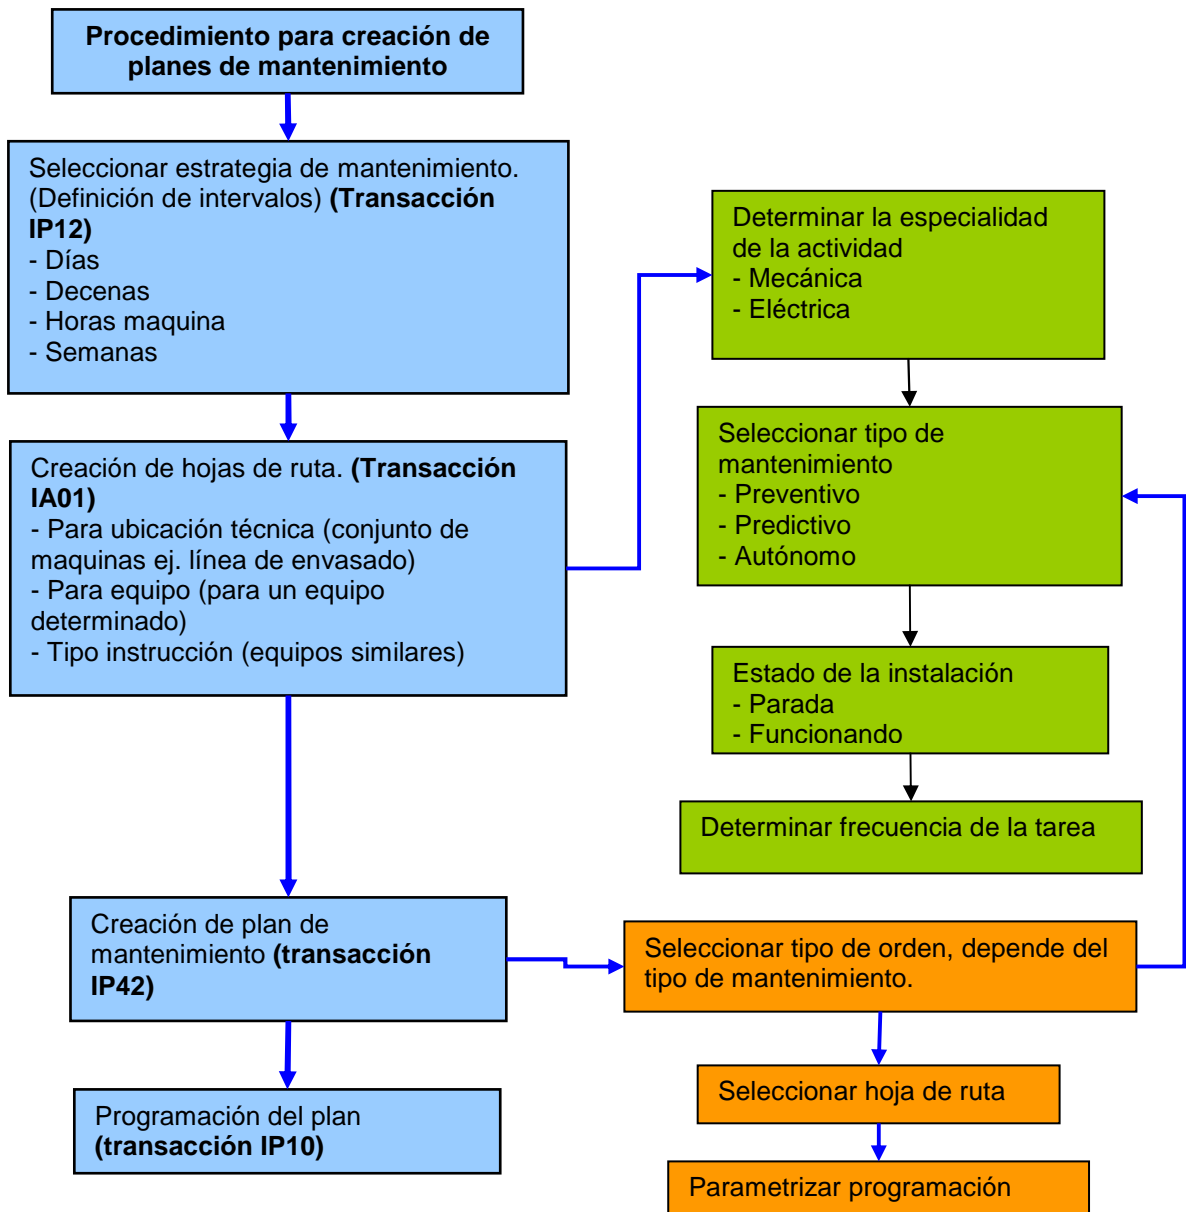 Procedimiento para creación de
planes de mantenimiento
Seleccionar estrategia de mantenimiento.
(Definición de intervalos) (Transacción
IP12)
- Días
- Decenas
- Horas maquina
- Semanas
Creación de hojas de ruta. (Transacción
IA01)
- Para ubicación técnica (conjunto de
maquinas ej. línea de envasado)
- Para equipo (para un equipo
determinado)
- Tipo instrucción (equipos similares)
Determinar la especialidad
de la actividad
- Mecánica
- Eléctrica
Seleccionar tipo de
mantenimiento
- Preventivo
- Predictivo
- Autónomo
Estado de la instalación
- Parada
- Funcionando
Determinar frecuencia de la tarea
Creación de plan de
mantenimiento (transacción
IP42)
Seleccionar tipo de orden, depende del
tipo de mantenimiento.
Seleccionar hoja de ruta
Parametrizar programación
Programación del plan
(transacción IP10)